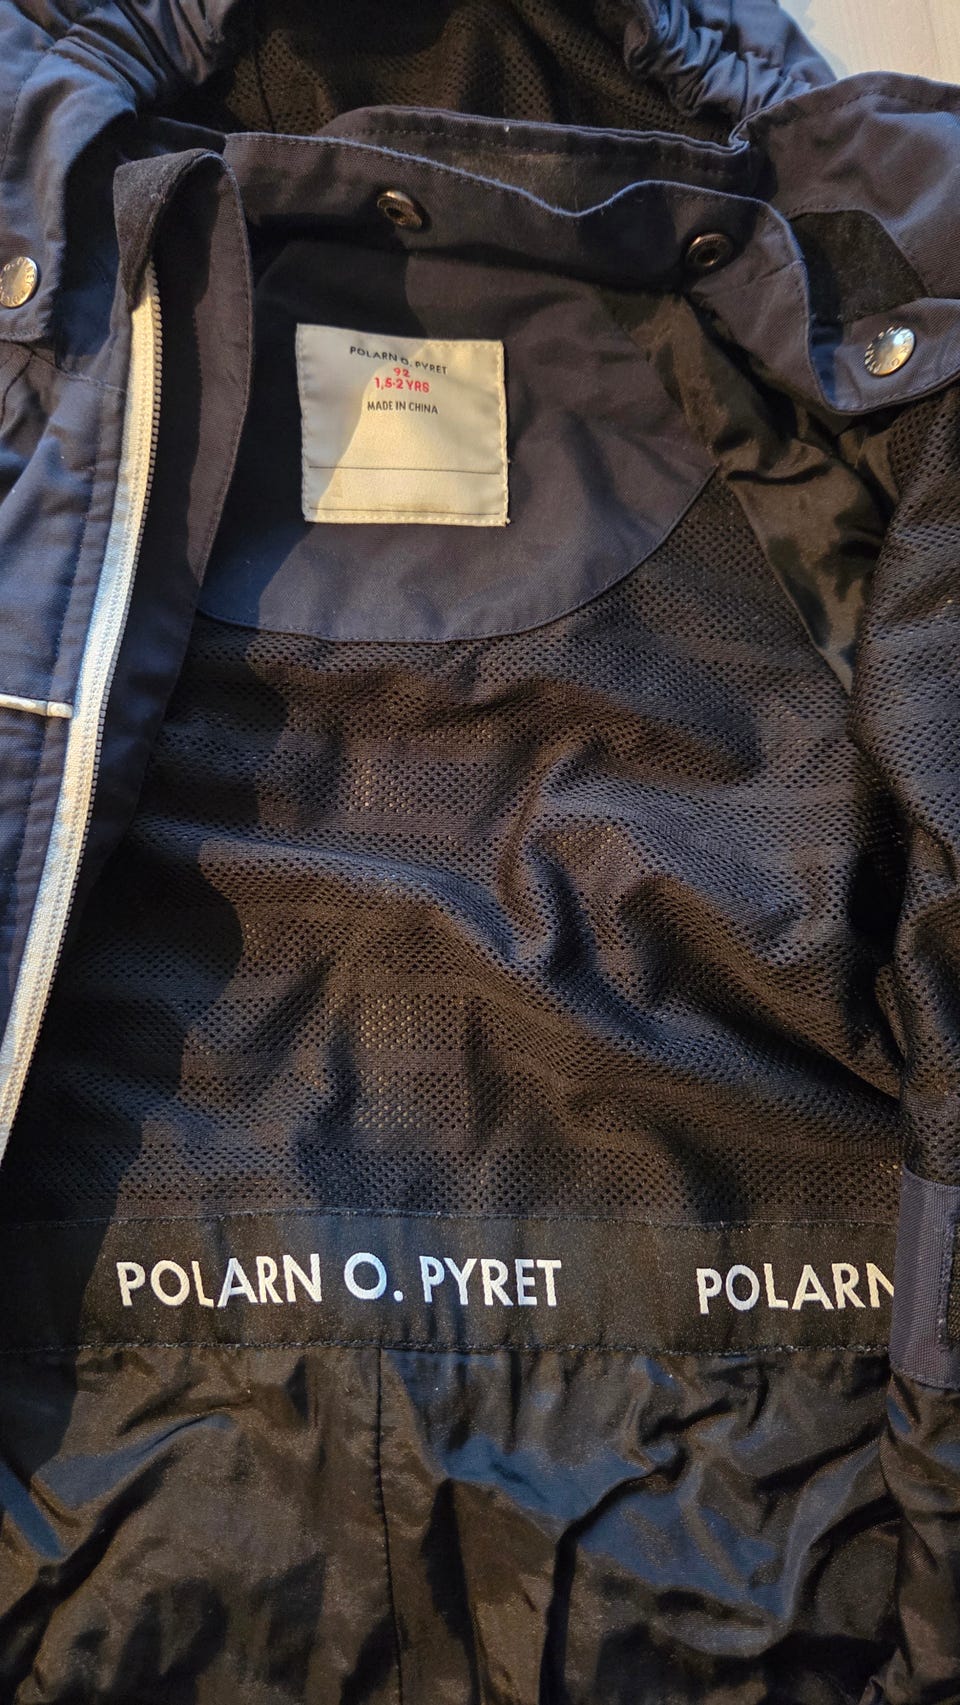 POLARN O. PYRET
92
1,5-2 YRS
MADE IN CHINA
POLARN O. PYRET POLARN